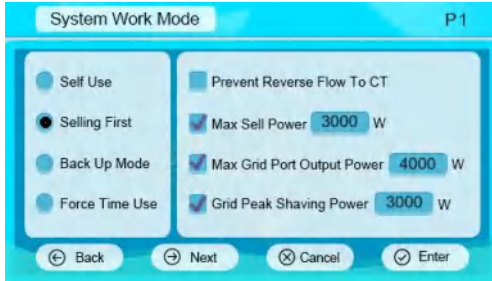 System Work Mode P1
Self Use
Selling First
Back Up Mode
Force Time Use
Prevent Reverse Flow To CT
Max Sell Power 3000 W
Max Grid Port Output Power 4000 W
Grid Peak Shaving Power 3000 W
Back Next Cancel Enter